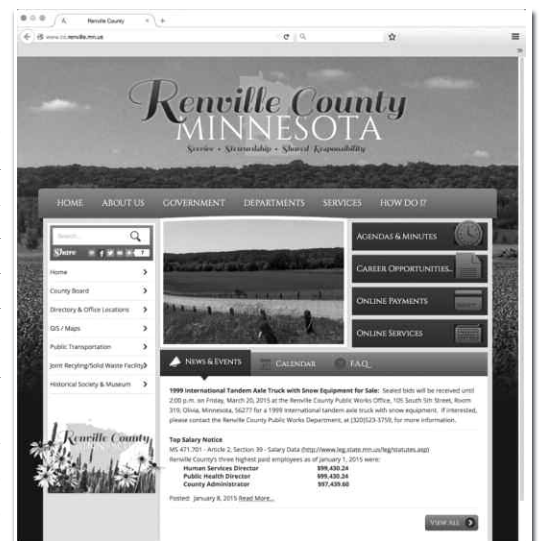 Renville County
www.co.renville.mn.us
Renville County
MINNESOTA
Service • Stewardship • Shared Responsibility
HOME ABOUT US GOVERNMENT DEPARTMENTS SERVICES HOW DO I?
Search...
Share
Home
County Board
Directory & Office Locations
GIS / Maps
Public Transportation
Joint Recyling/Solid Waste Facility
Historical Society & Museum
Renville County
AGENDAS & MINUTES
CAREER OPPORTUNITIES...
ONLINE PAYMENTS
ONLINE SERVICES
NEWS & EVENTS CALENDAR F.A.Q.
1999 International Tandem Axle Truck with Snow Equipment for Sale: Sealed bids will be received until
2:00 p.m. on Friday, March 20, 2015 at the Renville County Public Works Office, 105 South 5th Street, Room
319, Olivia, Minnesota, 56277 for a 1999 International tandem axle truck with snow equipment. If interested,
please contact the Renville County Public Works Department, at (320)523-3759, for more information.
Top Salary Notice
MS 471.701 - Article 2, Section 39 - Salary Data (http://www.leg.state.mn.us/leg/statutes.asp)
Renville County's three highest paid employees as of January 1, 2015 were:
Human Services Director $99,430.24
Public Health Director $99,430.24
County Administrator $97,439.60
Posted: January 8, 2015 Read More...
VIEW ALL